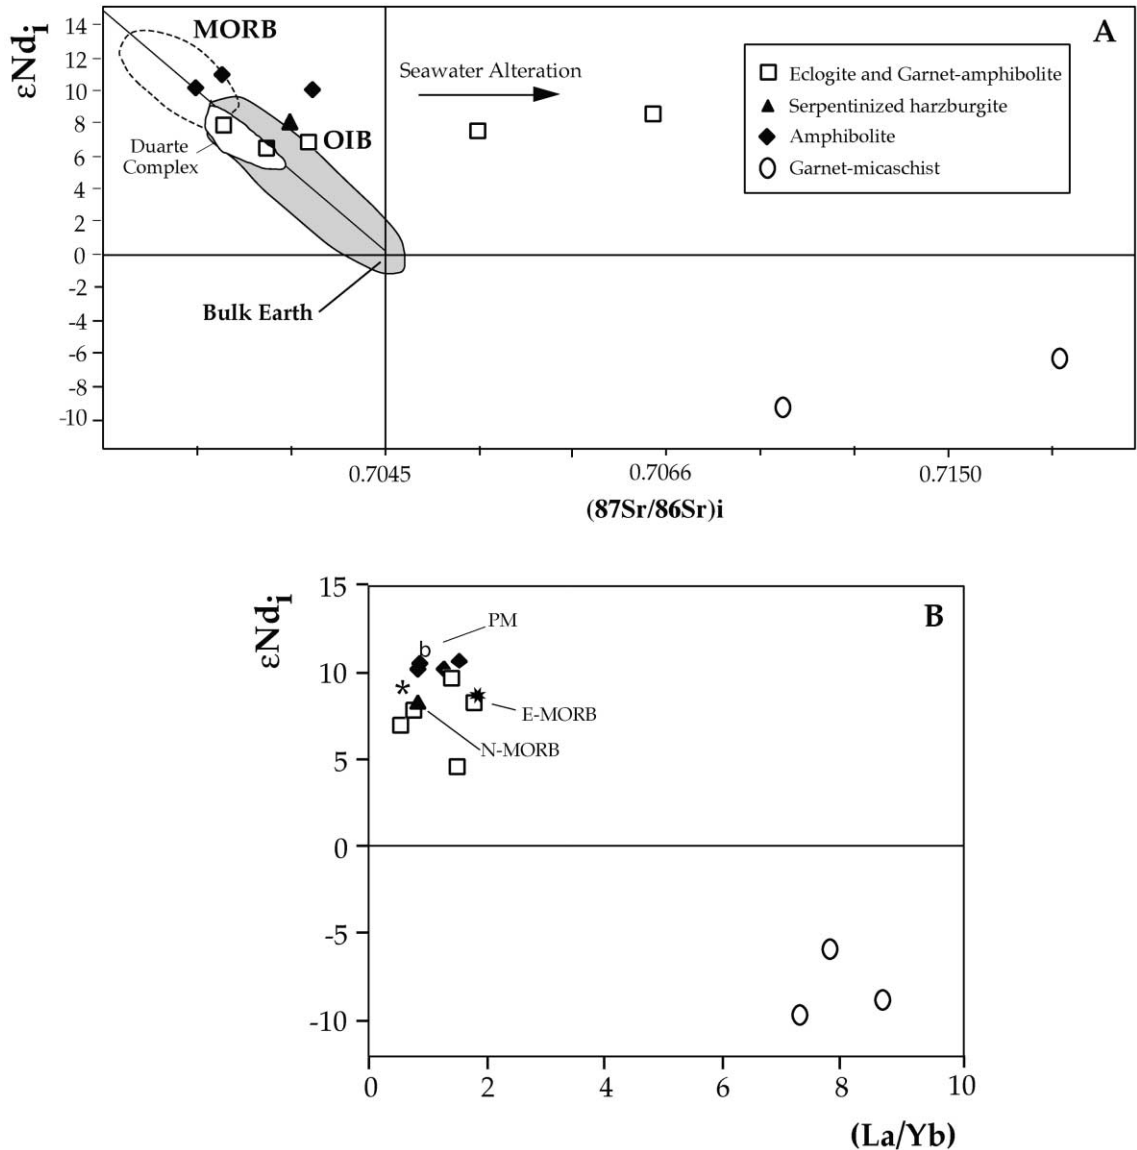 A
εNdi
14
12
10
8
6
4
2
0
-2
-4
-6
-8
-10
MORB
OIB
Duarte
Complex
Bulk Earth
Seawater Alteration
Eclogite and Garnet-amphibolite
Serpentinized harzburgite
Amphibolite
Garnet-micaschist
0.7045
0.7066
0.7150
(87Sr/86Sr)i
B
εNdi
15
10
5
0
-5
-10
PM
b
*
E-MORB
N-MORB
0
2
4
6
8
10
(La/Yb)